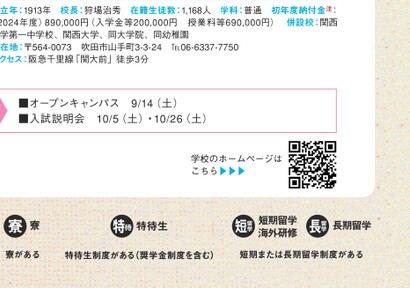 立年：1913年　校長：狩場治秀　在籍生徒数：1,168人　学科：普通　初年度納付金注：
2024年度）890,000円（入学金等200,000円　授業料等690,000円）　併設校：関西
学第一中学校、関西大学、同大学院、同幼稚園
在地：〒564-0073　吹田市山手町3-3-24　TEL06-6337-7750
クセス：阪急千里線「関大前」徒歩3分
■オープンキャンパス　9/14（土）
■入試説明会　10/5（土）・10/26（土）
学校のホームページは
こちら▶▶▶
寮 寮
特待 特待生
短留学 短期留学
海外研修
長留学 長期留学
寮がある
特待生制度がある（奨学金制度を含む）
短期または長期留学制度がある